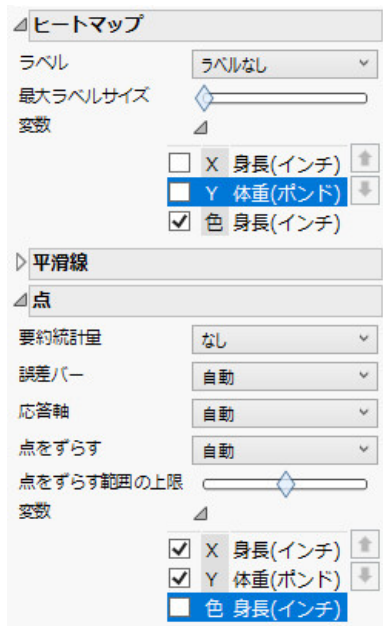 ヒートマップ
ラベル ラベルなし
最大ラベルサイズ
変数
X 身長(インチ)
Y 体重(ポンド)
色 身長(インチ)
平滑線
点
要約統計量 なし
誤差バー 自動
応答軸 自動
点をずらす 自動
点をずらす範囲の上限
変数
X 身長(インチ)
Y 体重(ポンド)
色 身長(インチ)